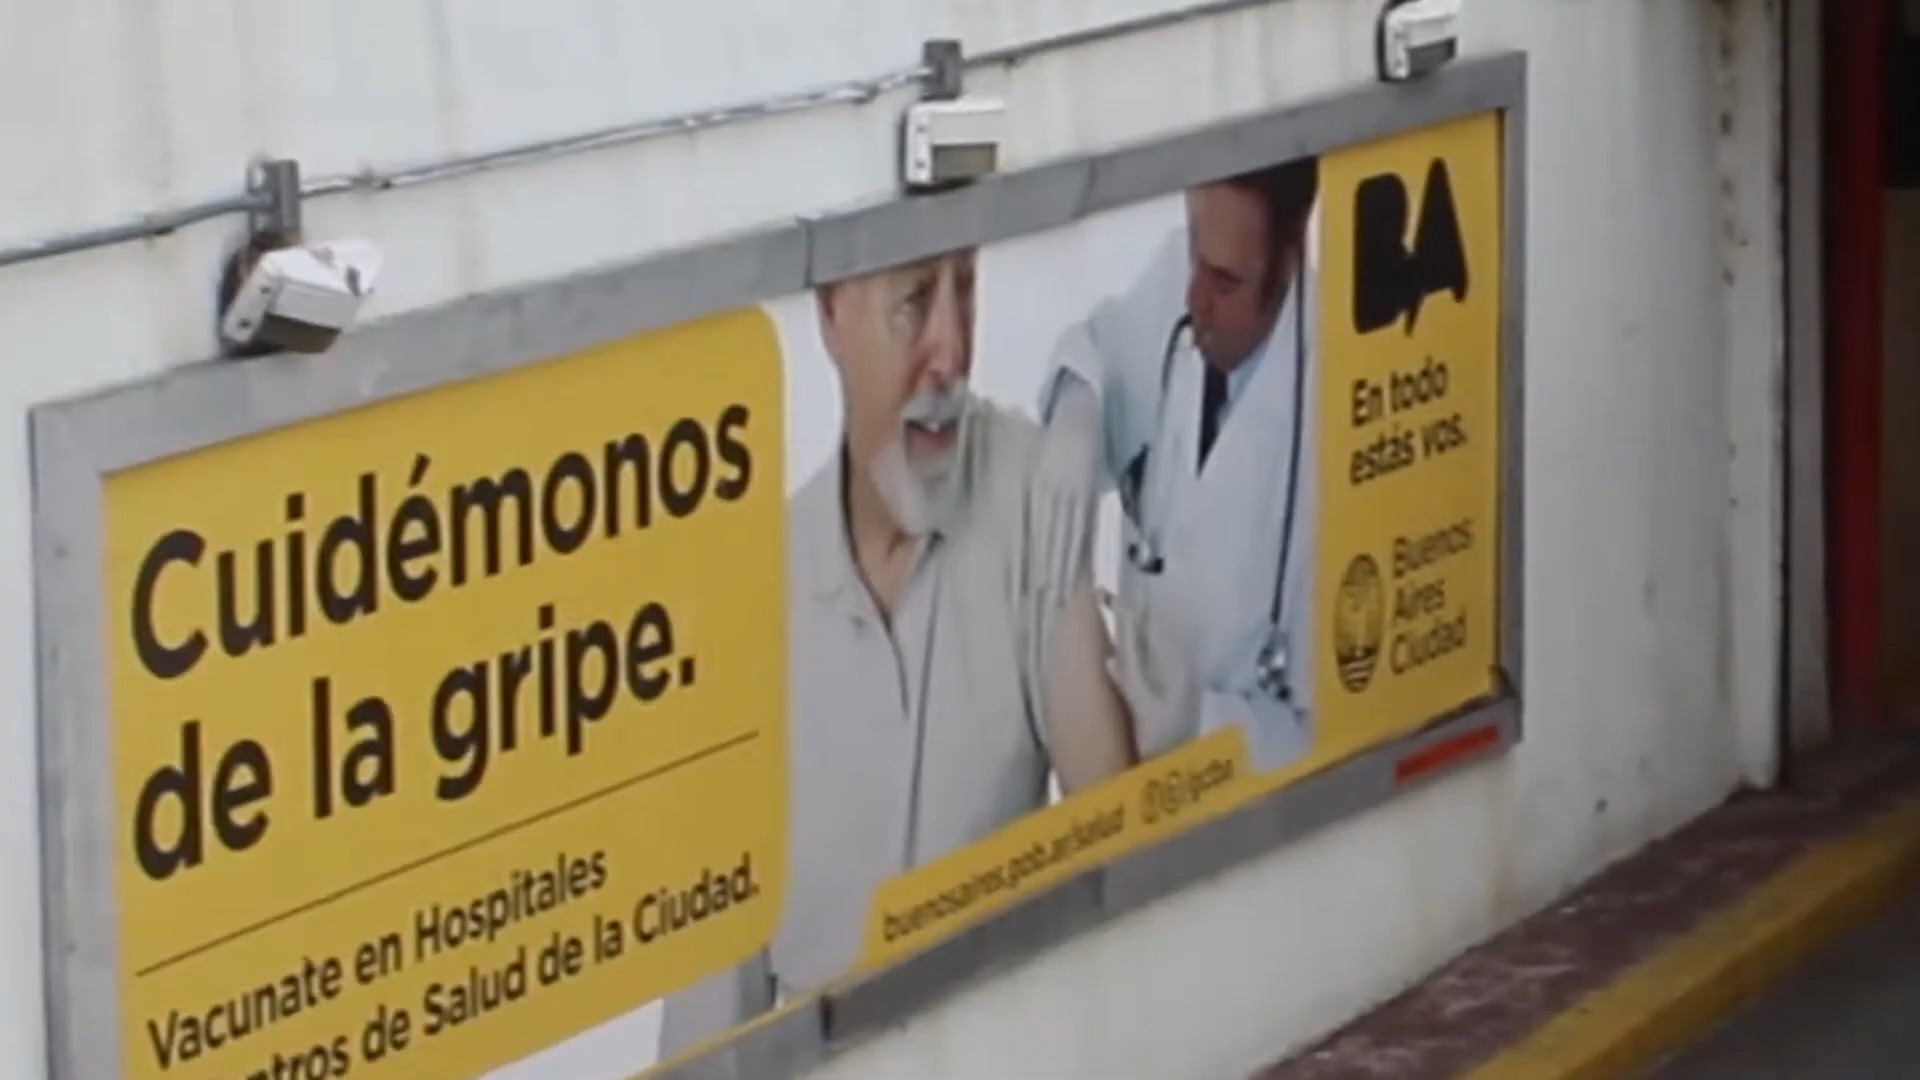 Cuidémonos
de la gripe.
Vacunate en Hospitales
de Salud de la Ciudad.
buenosaires.gob.ar/salud /gcba
BA
En todo
estás vos.
Buenos
Aires
Ciudad